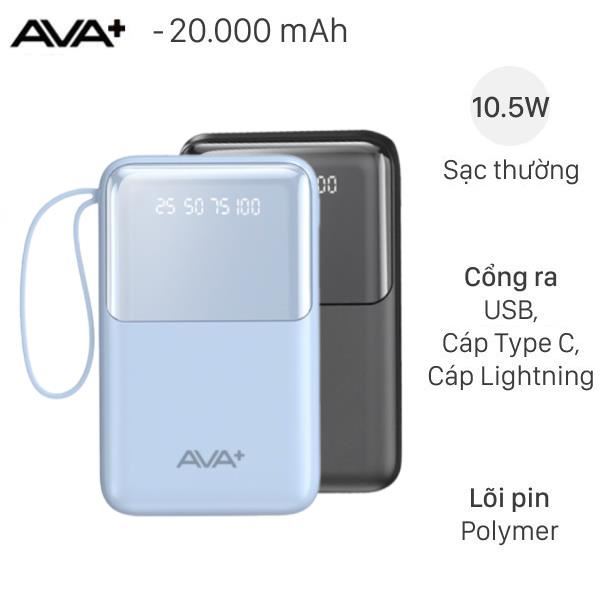 AVA+
- 20.000 mAh
10.5W
Sạc thường
25 50 75 100
00
Cổng ra
USB,
Cáp Type C,
Cáp Lightning
AVA+
Lõi pin
Polymer